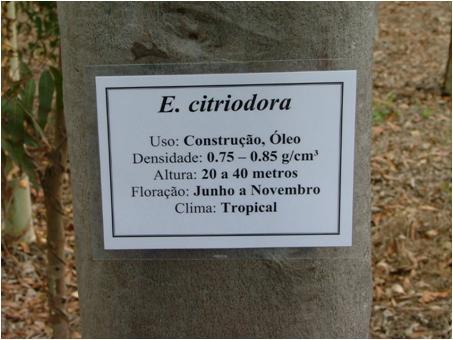 E. citriodora
Uso: Construção, Óleo
Densidade: 0.75 – 0.85 g/cm³
Altura: 20 a 40 metros
Floração: Junho a Novembro
Clima: Tropical